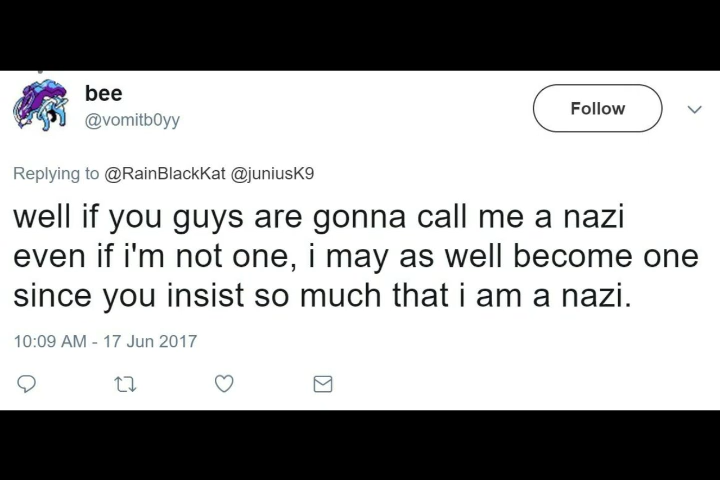 bee
@vomitb0yy
Follow
Replying to @RainBlackKat @juniusK9
well if you guys are gonna call me a nazi
even if i'm not one, i may as well become one
since you insist so much that i am a nazi.
10:09 AM - 17 Jun 2017